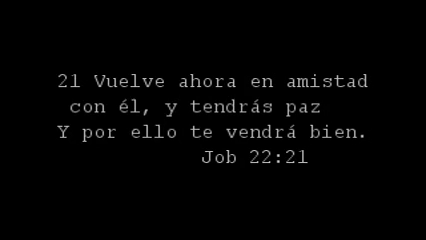 21 Vuelve ahora en amistad
con él, y tendrás paz
Y por ello te vendrá bien.
Job 22:21